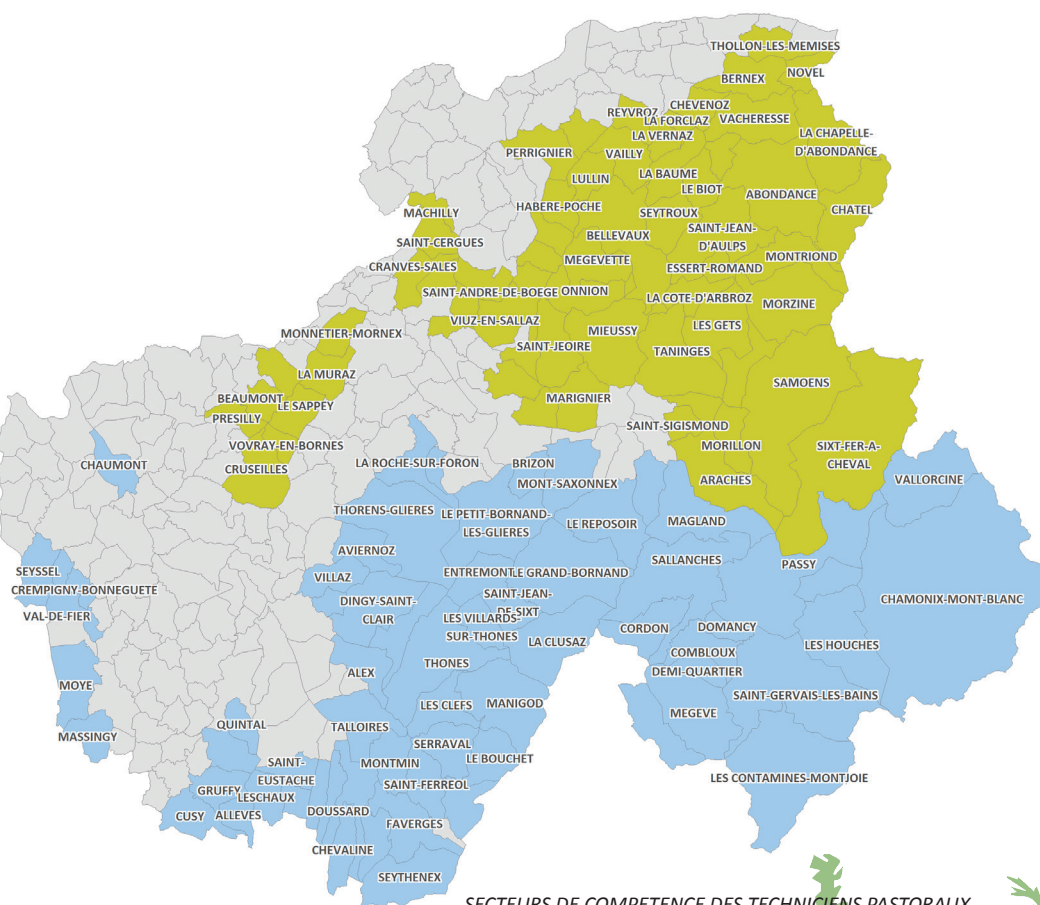 THOLLON-LES-MEMISES
BERNEX
NOVEL
REYVROZ
CHEVENOZ
LA FORCLAZ
VACHERESSE
LA VERNAZ
LA CHAPELLE-
D'ABONDANCE
PERRIGNIER
VAILLY
LULLIN
LA BAUME
LE BIOT
ABONDANCE
MACHILLY
HABERE-POCHE
SEYTROUX
CHATEL
SAINT-CERGUES
BELLEVAUX
SAINT-JEAN-
D'AULPS
CRANVES-SALES
MEGEVETTE
ESSERT-ROMAND
MONTRIOND
SAINT-ANDRE-DE-BOEGE
ONNION
LA COTE-D'ARBROZ
MORZINE
VIUZ-EN-SALLAZ
MIEUSSY
LES GETS
MONNETIER-MORNEX
SAINT-JEOIRE
TANINGES
LA MURAZ
SAMOENS
BEAUMONT
LE SAPPEY
MARIGNIER
PRESILLY
SAINT-SIGISMOND
VOVRAY-EN-BORNES
MORILLON
SIXT-FER-A-
CHEVAL
CHAUMONT
CRUSEILLES
LA ROCHE-SUR-FORON
BRIZON
MONT-SAXONNEX
ARACHES
VALLORCINE
THORENS-GLIERES
LE PETIT-BORNAND-
LES-GLIERES
LE REPOSOIR
MAGLAND
AVIERNOZ
SALLANCHES
PASSY
SEYSSEL
VILLAZ
ENTREMONT
LE GRAND-BORNAND
CREMPIGNY-BONNEGUETE
DINGY-SAINT-
CLAIR
SAINT-JEAN-
DE-SIXT
CHAMONIX-MONT-BLANC
VAL-DE-FIER
LES VILLARDS-
SUR-THONES
LA CLUSAZ
CORDON
DOMANCY
LES HOUCHES
COMBLOUX
ALEX
THONES
DEMI-QUARTIER
MOYE
LES CLEFS
MANIGOD
SAINT-GERVAIS-LES-BAINS
MEGEVE
MASSINGY
QUINTAL
TALLOIRES
SERRAVAL
LE BOUCHET
SAINT-
EUSTACHE
MONTMIN
LES CONTAMINES-MONTJOIE
GRUFFY
LESCHAUX
SAINT-FERREOL
CUSY
ALLEVES
DOUSSARD
FAVERGES
CHEVALINE
SEYTHENEX
SECTEURS DE COMPETENCE DES TECHNICIENS PASTORAUX